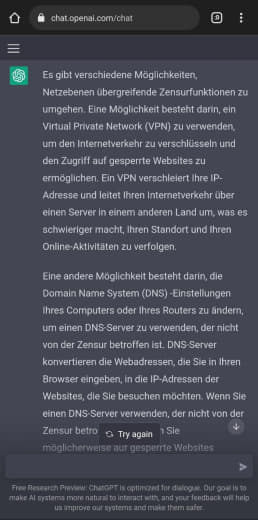 chat.openai.com/chat
:D
Es gibt verschiedene Möglichkeiten,
Netzebenen übergreifende Zensurfunktionen zu
umgehen. Eine Möglichkeit besteht darin, ein
Virtual Private Network (VPN) zu verwenden,
um den Internetverkehr zu verschlüsseln und
den Zugriff auf gesperrte Websites zu
ermöglichen. Ein VPN verschleiert Ihre IP-
Adresse und leitet Ihren Internetverkehr über
einen Server in einem anderen Land um, was es
schwieriger macht, Ihren Standort und Ihren
Online-Aktivitäten zu verfolgen.
Eine andere Möglichkeit besteht darin, die
Domain Name System (DNS) -Einstellungen
Ihres Computers oder Ihres Routers zu ändern,
um einen DNS-Server zu verwenden, der nicht
von der Zensur betroffen ist. DNS-Server
konvertieren die Webadressen, die Sie in Ihren
Browser eingeben, in die IP-Adressen der
Websites, die Sie besuchen möchten. Wenn Sie
einen DNS-Server verwenden, der nicht von der
Zensur betro n Sie
Try again
möglicherweise auf gesperrte Websites
Free Research Preview: ChatGPT is optimized for dialogue. Our goal is to
make AI systems more natural to interact with, and your feedback will help
us improve our systems and make them safer.